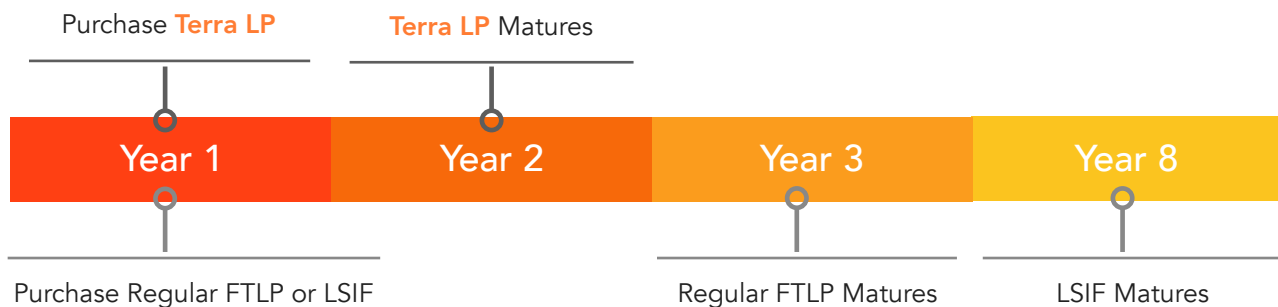 Purchase Terra LP
Terra LP Matures
Year 1
Year 2
Year 3
Year 8
Purchase Regular FTLP or LSIF
Regular FTLP Matures
LSIF Matures